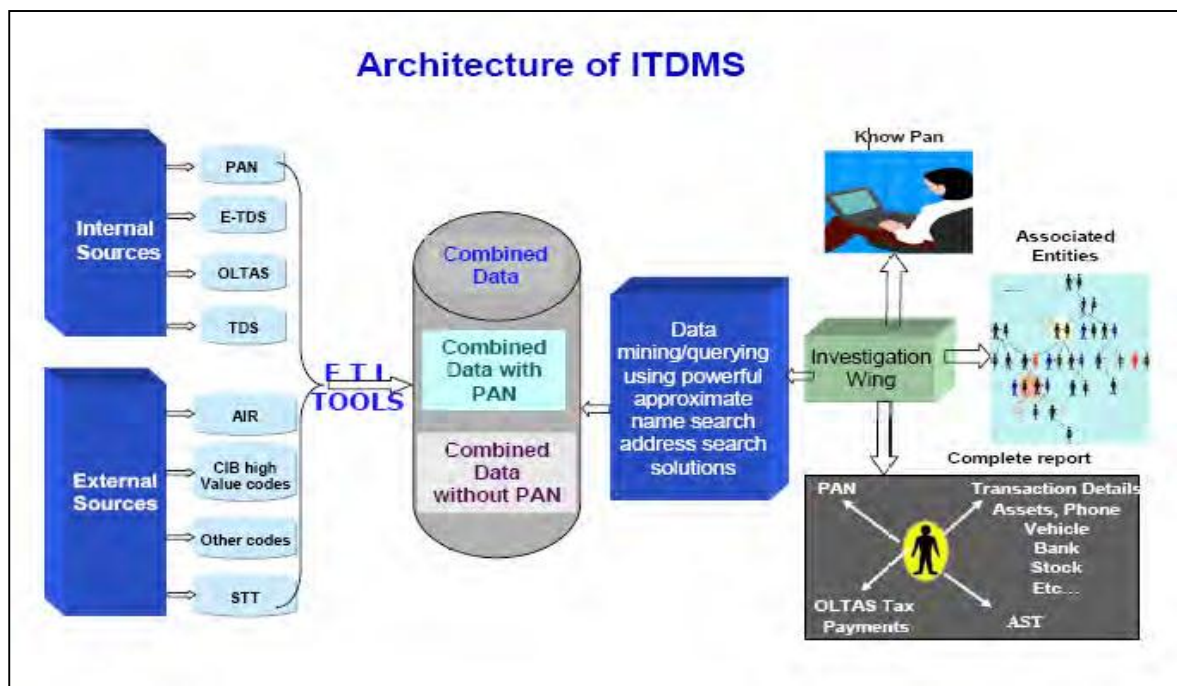 Architecture of ITDMS
Internal
Sources
PAN
E-TDS
OLTAS
TDS
External
Sources
AIR
CIB high
Value codes
Other codes
STT
E T L
TOOLS
Combined
Data
Combined
Data with
PAN
Combined
Data
without PAN
Data
mining/querying
using powerful
approximate
name search
address search
solutions
Investigation
Wing
Know Pan
Associated
Entities
Complete report
PAN
Transaction Details
Assets, Phone
Vehicle
Bank
Stock
Etc...
OLTAS Tax
Payments
AST